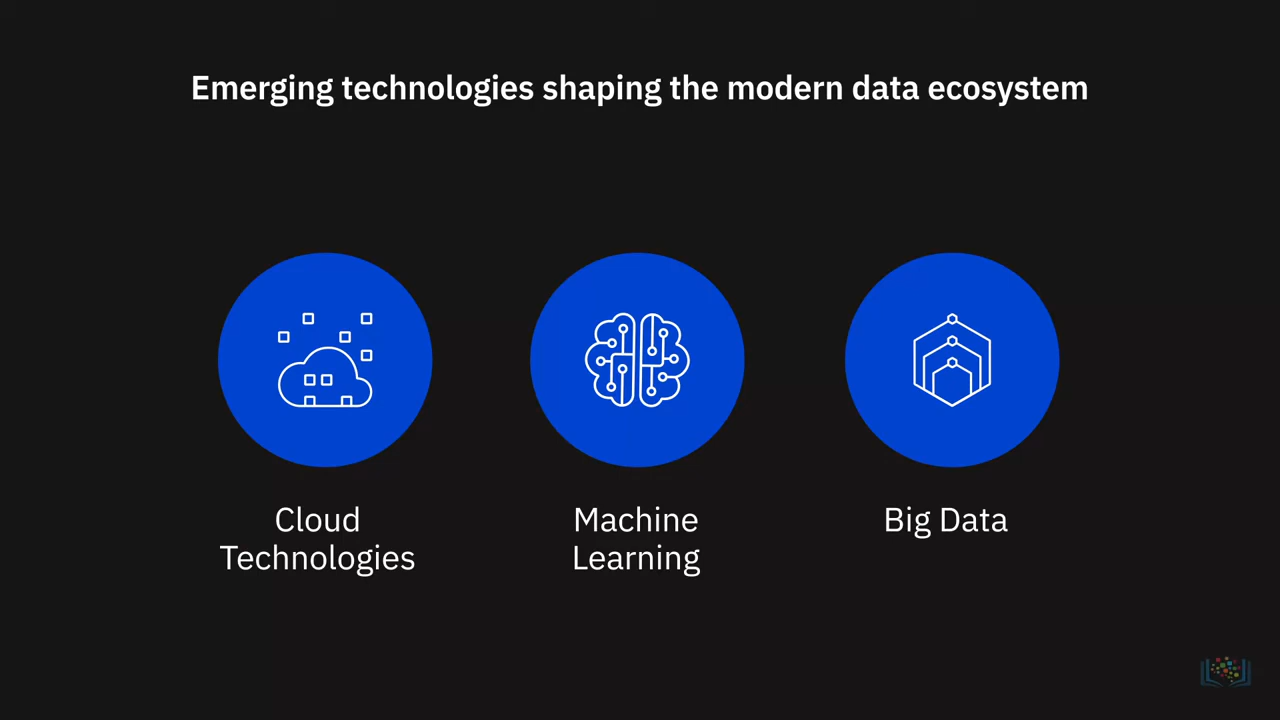 Emerging technologies shaping the modern data ecosystem
Cloud
Technologies
Machine
Learning
Big Data